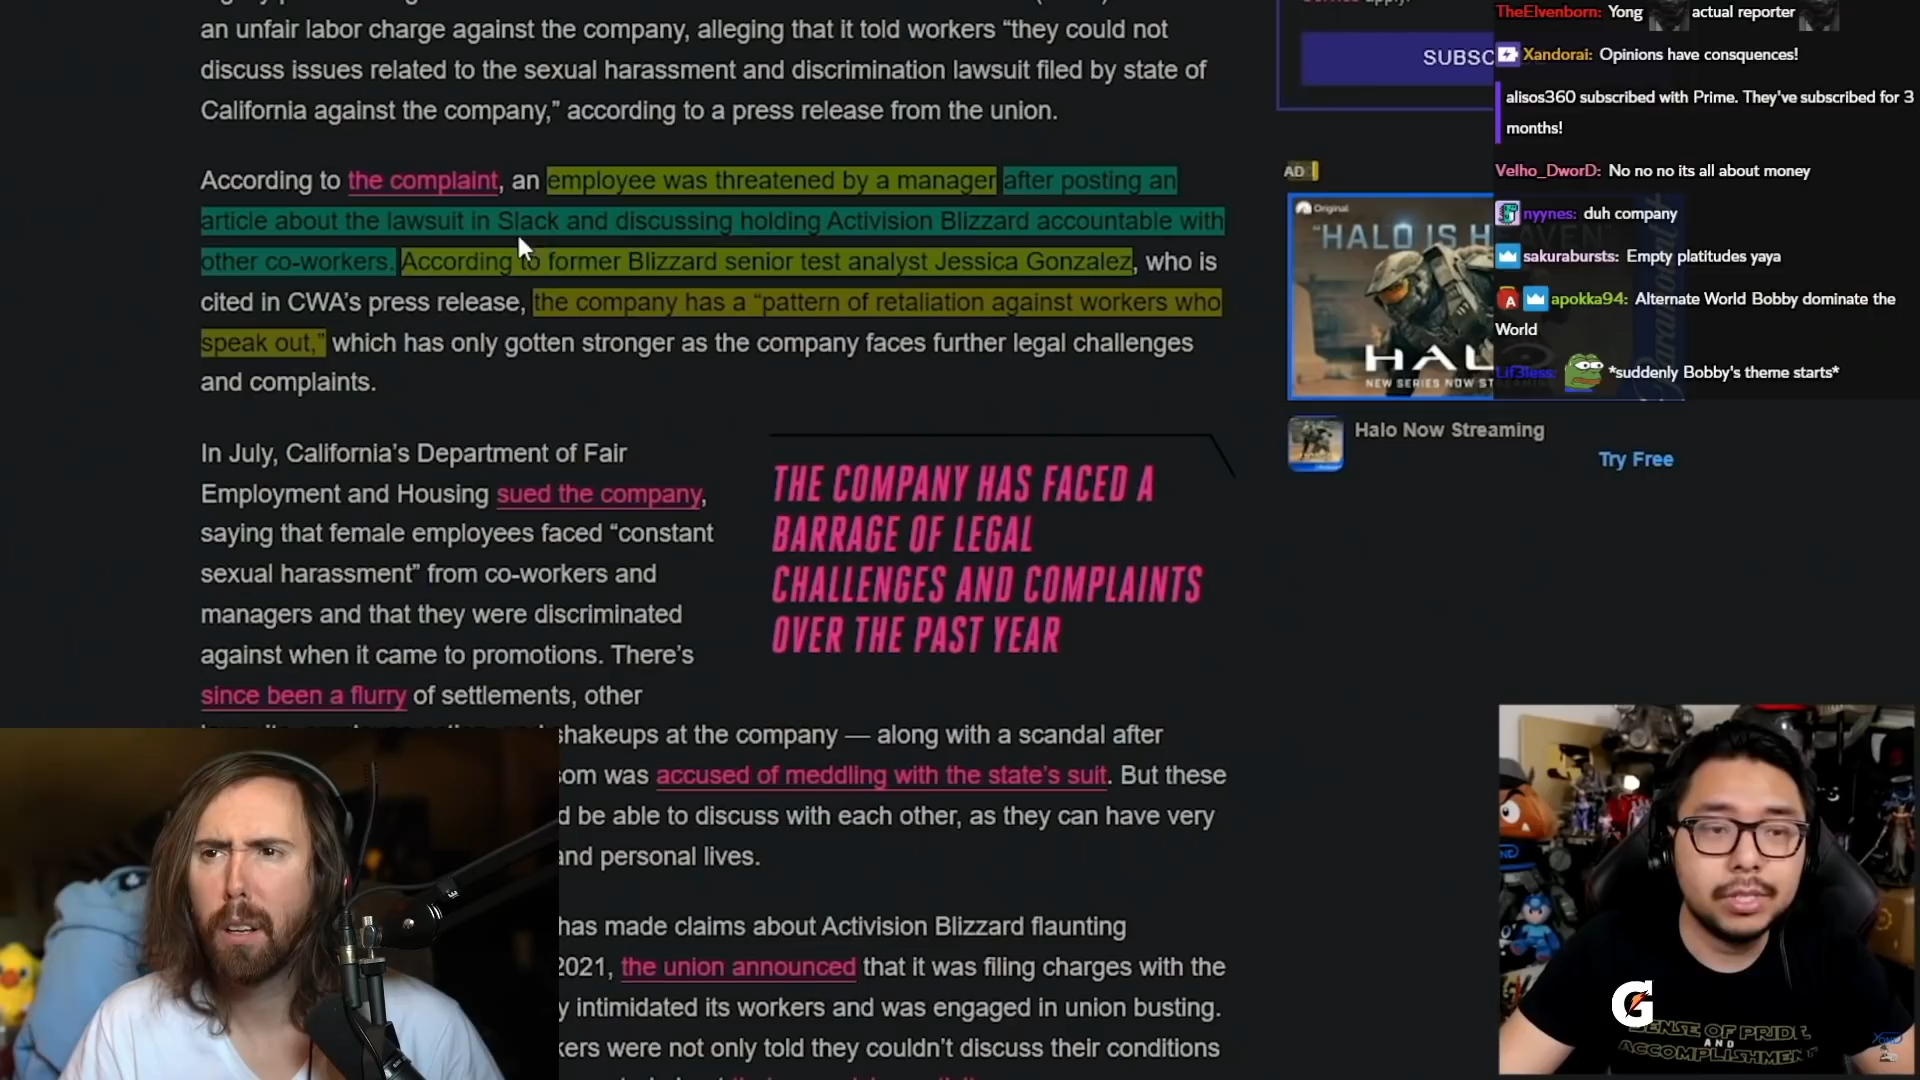 an unfair labor charge against the company, alleging that it told workers “they could not
discuss issues related to the sexual harassment and discrimination lawsuit filed by state of
California against the company,” according to a press release from the union.
According to the complaint, an employee was threatened by a manager after posting an
article about the lawsuit in Slack and discussing holding Activision Blizzard accountable with
other co-workers. According to former Blizzard senior test analyst Jessica Gonzalez, who is
cited in CWA’s press release, the company has a “pattern of retaliation against workers who
speak out,” which has only gotten stronger as the company faces further legal challenges
and complaints.
In July, California’s Department of Fair
Employment and Housing sued the company,
saying that female employees faced “constant
sexual harassment” from co-workers and
managers and that they were discriminated
against when it came to promotions. There’s
since been a flurry of settlements, other
shakeups at the company — along with a scandal after
om was accused of meddling with the state’s suit. But these
d be able to discuss with each other, as they can have very
and personal lives.
has made claims about Activision Blizzard flaunting
2021, the union announced that it was filing charges with the
y intimidated its workers and was engaged in union busting.
kers were not only told they couldn’t discuss their conditions
THE COMPANY HAS FACED A
BARRAGE OF LEGAL
CHALLENGES AND COMPLAINTS
OVER THE PAST YEAR
SUBSC
AD
Original
“HALO IS H
HAL
NEW SERIES NOW ST
Halo Now Streaming
Try Free
TheElvenborn: Yong actual reporter
Xandorai: Opinions have consquences!
alisos360 subscribed with Prime. They've subscribed for 3
months!
Velho_DworD: No no no its all about money
nyynes: duh company
sakurabursts: Empty platitudes yaya
apokka94: Alternate World Bobby dominate the
World
Lif3less: *suddenly Bobby's theme starts*
G
SENSE OF PRIDE
AND
ACCOMPLISHMENT